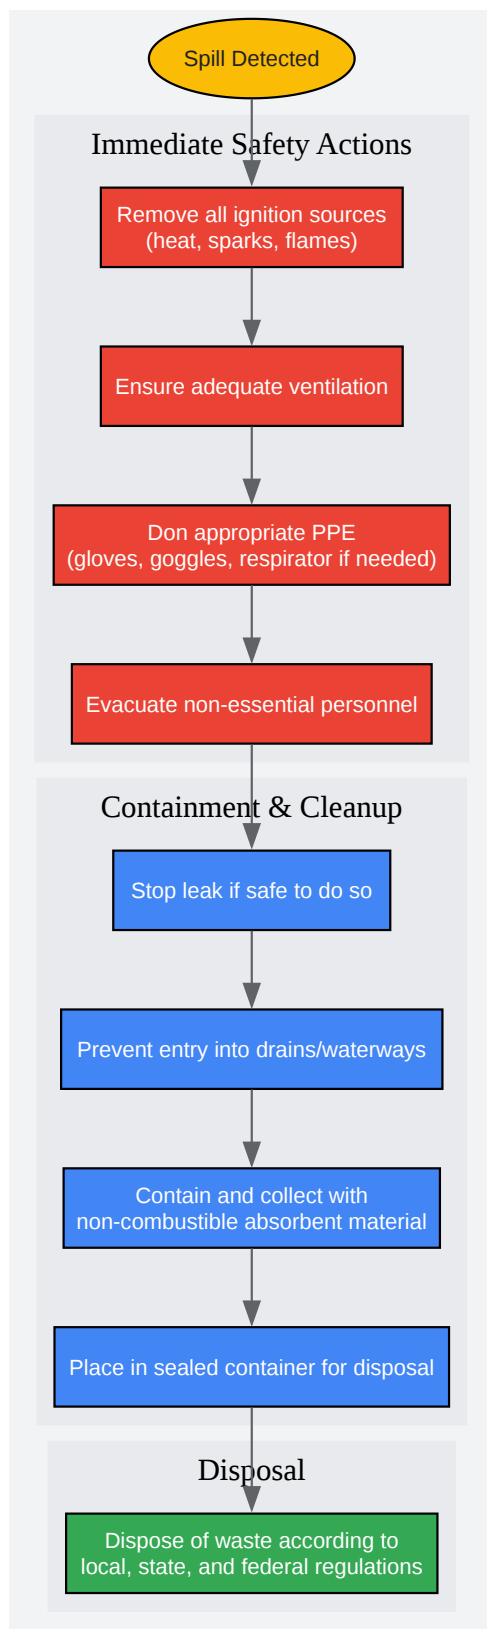 Spill Detected
Immediate Safety Actions
Remove all ignition sources
(heat, sparks, flames)
Ensure adequate ventilation
Don appropriate PPE
(gloves, goggles, respirator if needed)
Evacuate non-essential personnel
Containment & Cleanup
Stop leak if safe to do so
Prevent entry into drains/waterways
Contain and collect with
non-combustible absorbent material
Place in sealed container for disposal
Disposal
Dispose of waste according to
local, state, and federal regulations